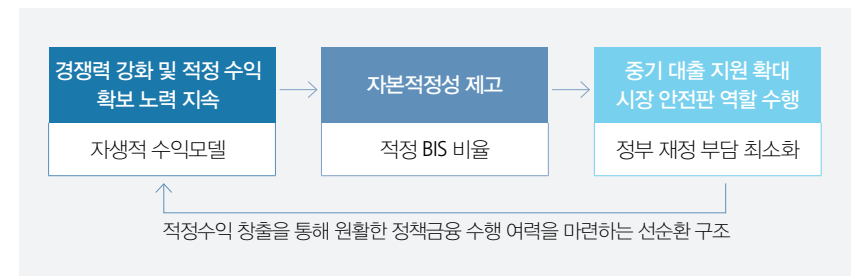 경쟁력 강화 및 적정 수익
확보 노력 지속
자생적 수익모델
자본적정성 제고
적정 BIS 비율
중기 대출 지원 확대
시장 안전판 역할 수행
정부 재정 부담 최소화
적정수익 창출을 통해 원활한 정책금융 수행 여력을 마련하는 선순환 구조